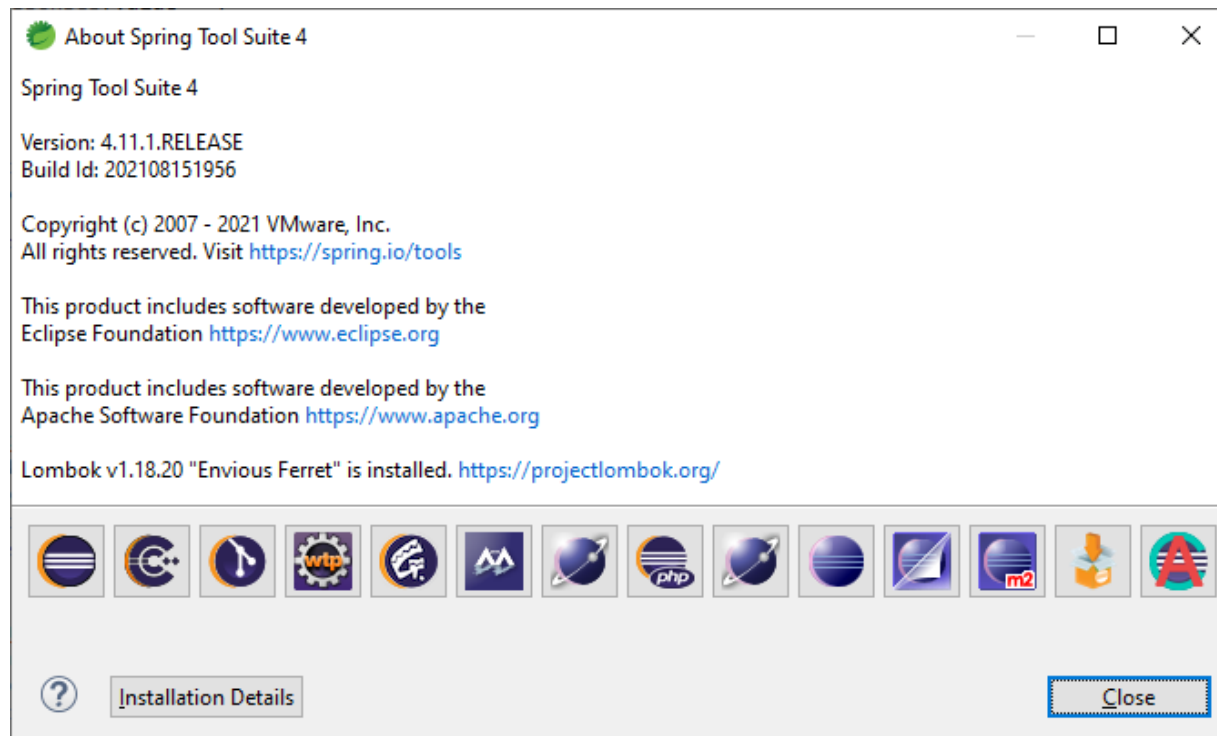 About Spring Tool Suite 4
Spring Tool Suite 4
Version: 4.11.1.RELEASE
Build Id: 202108151956
Copyright (c) 2007 - 2021 VMware, Inc.
All rights reserved. Visit https://spring.io/tools
This product includes software developed by the
Eclipse Foundation https://www.eclipse.org
This product includes software developed by the
Apache Software Foundation https://www.apache.org
Lombok v1.18.20 "Envious Ferret" is installed. https://projectlombok.org/
wtp
php
m2
A
?
Installation Details
Close